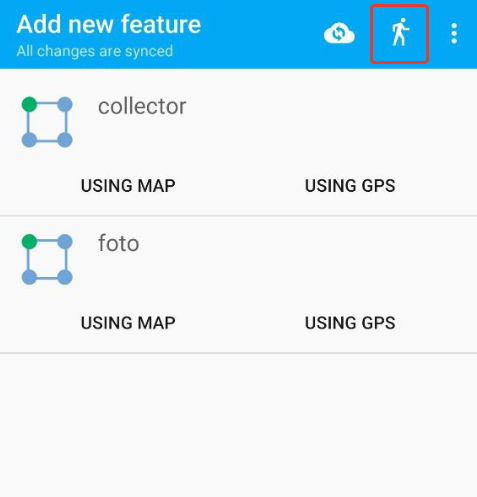 Add new feature
All changes are synced
collector
USING MAP USING GPS
foto
USING MAP USING GPS